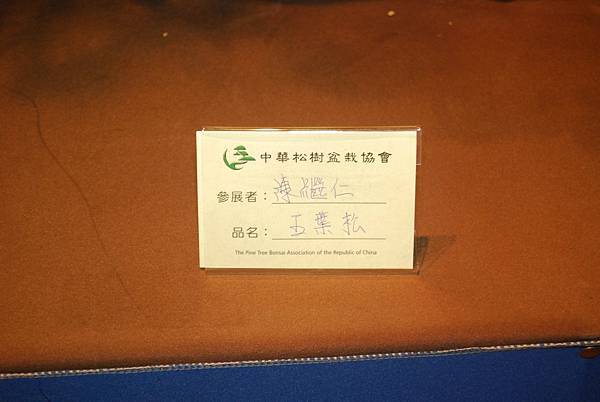 中華松樹盆栽協會
參展者：陳繼仁
品名：五葉松
The Pine Tree Bonsai Association of the Republic of China